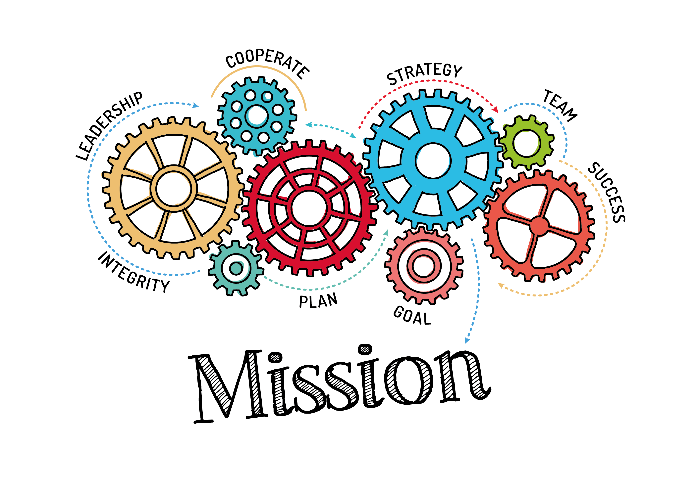 COOPERATE
STRATEGY
LEADERSHIP
TEAM
SUCCESS
INTEGRITY
PLAN
GOAL
Mission